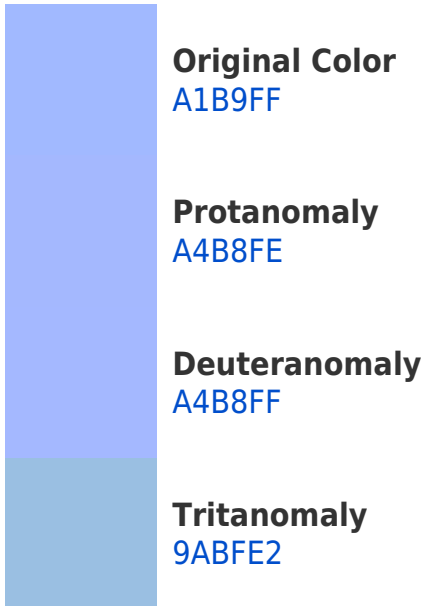 Original Color
A1B9FF
Protanomaly
A4B8FE
Deuteranomaly
A4B8FF
Tritanomaly
9ABFE2